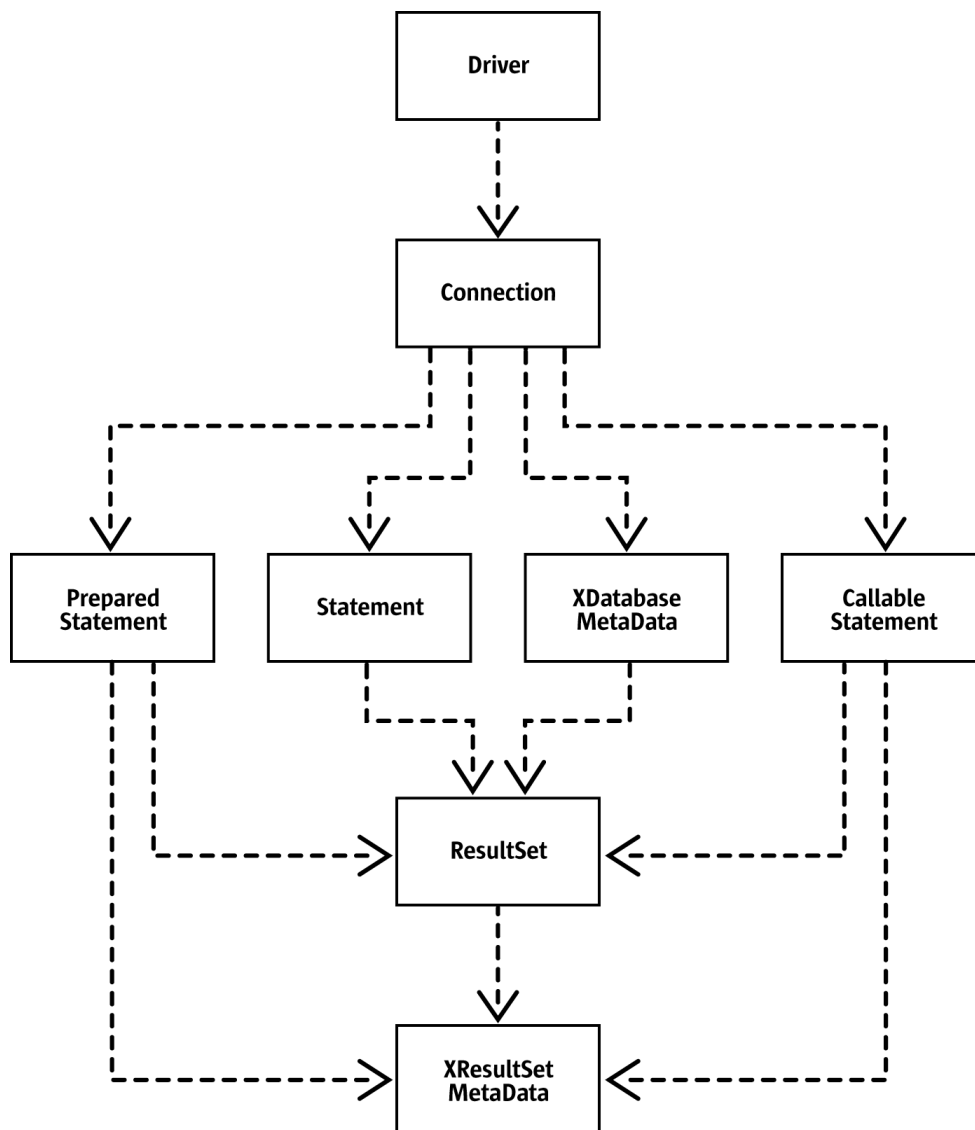 Driver
Connection
Prepared
Statement
Statement
XDatabase
MetaData
Callable
Statement
ResultSet
XResultSet
MetaData